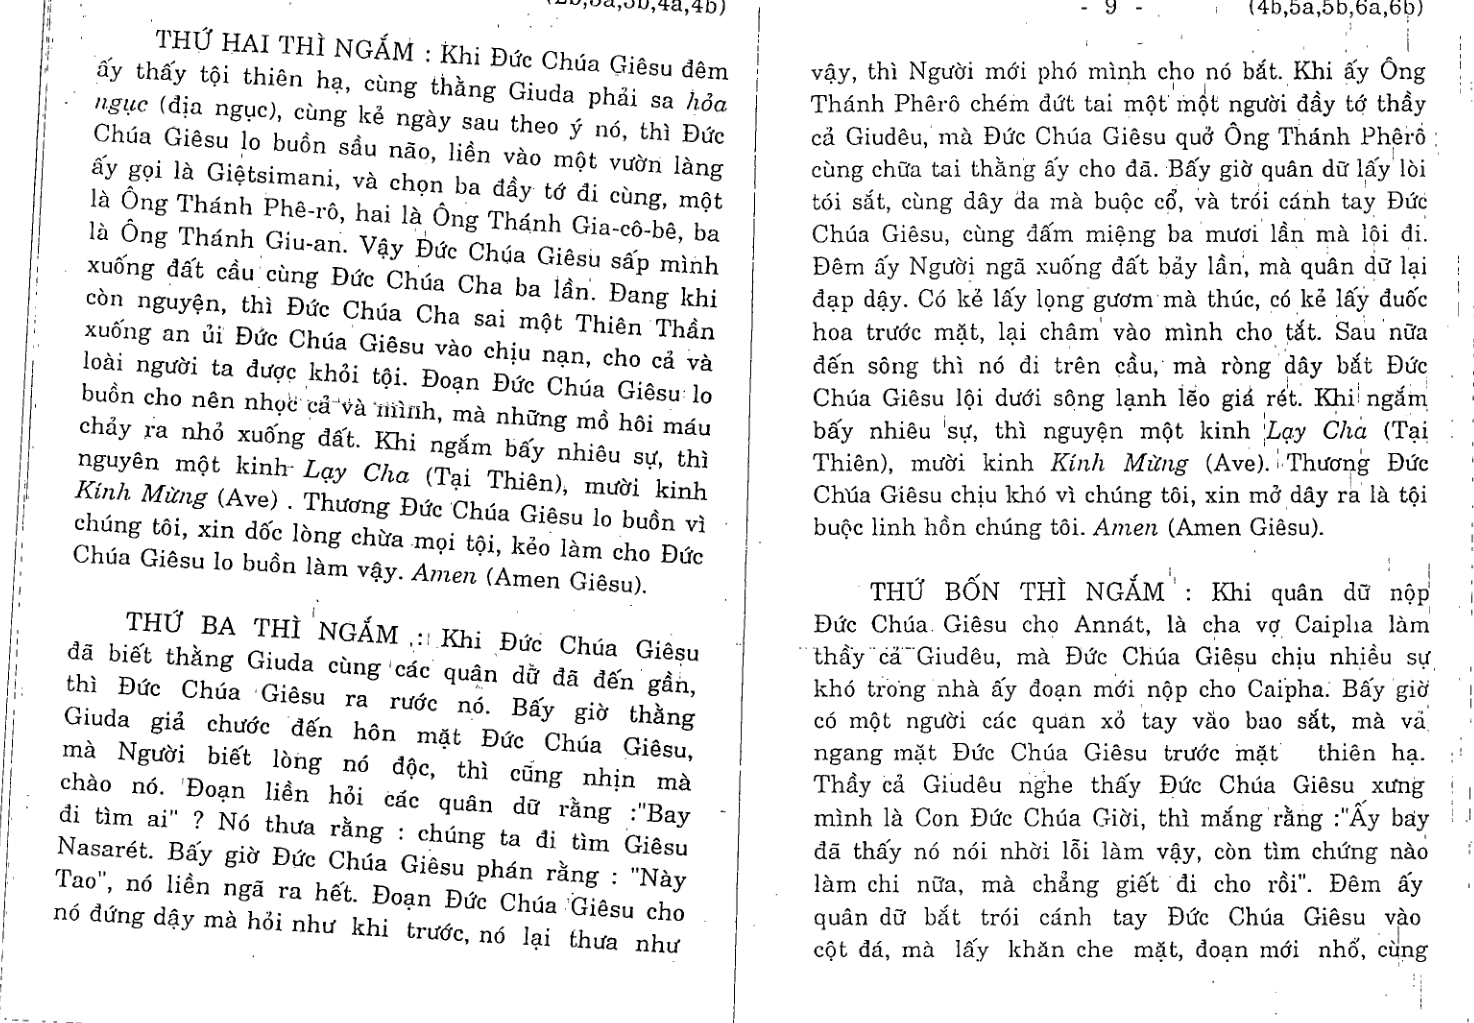 (2b,3a,3b,4a,4b)
THỨ HAI THÌ NGẮM : Khi Đức Chúa Giêsu đêm
ấy thấy tội thiên hạ, cùng thằng Giuda phải sa hỏa
ngục (địa ngục), cùng kẻ ngày sau theo ý nó, thì Đức
Chúa Giêsu lo buồn sầu não, liền vào một vườn làng
ấy gọi là Giệtsimani, và chọn ba đầy tớ đi cùng, một
là Ông Thánh Phê-rô, hai là Ông Thánh Gia-cô-bê, ba
là Ông Thánh Giu-an. Vậy Đức Chúa Giêsu sấp mình
xuống đất cầu cùng Đức Chúa Cha ba lần. Đang khi
còn nguyện, thì Đức Chúa Cha sai một Thiên Thần
xuống an ủi Đức Chúa Giêsu vào chịu nạn, cho cả và
loài người ta được khỏi tội. Đoạn Đức Chúa Giêsu lo
buồn cho nên nhọc cả và mình, mà những mồ hôi máu
chảy ra nhỏ xuống đất. Khi ngắm bấy nhiêu sự, thì
nguyên một kinh Lạy Cha (Tại Thiên), mười kinh
Kính Mừng (Ave) . Thương Đức Chúa Giêsu lo buồn vì
chúng tôi, xin dốc lòng chừa mọi tội, kẻo làm cho Đức
Chúa Giêsu lo buồn làm vậy. Amen (Amen Giêsu).
THỨ BA THÌ NGẮM : Khi Đức Chúa Giêsu
đã biết thằng Giuda cùng các quân dữ đã đến gần,
thì Đức Chúa Giêsu ra rước nó. Bấy giờ thằng
Giuda giả chước đến hôn mặt Đức Chúa Giêsu,
mà Người biết lòng nó độc, thì cũng nhịn mà
chào nó. Đoạn liền hỏi các quân dữ rằng :"Bay
đi tìm ai" ? Nó thưa rằng : chúng ta đi tìm Giêsu
Nasarét. Bấy giờ Đức Chúa Giêsu phán rằng : "Này
Tao", nó liền ngã ra hết. Đoạn Đức Chúa Giêsu cho
nó đứng dậy mà hỏi như khi trước, nó lại thưa như
- 9 - (4b,5a,5b,6a,6b)
vậy, thì Người mới phó mình cho nó bắt. Khi ấy Ông
Thánh Phêrô chém đứt tai một một người đầy tớ thầy
cả Giudêu, mà Đức Chúa Giêsu quở Ông Thánh Phêrô
cùng chữa tai thằng ấy cho đã. Bấy giờ quân dữ lấy lòi
tói sắt, cùng dây da mà buộc cổ, và trói cánh tay Đức
Chúa Giêsu, cùng đấm miệng ba mươi lần mà lôi đi.
Đêm ấy Người ngã xuống đất bảy lần, mà quân dữ lại
đạp dậy. Có kẻ lấy lọng gươm mà thúc, có kẻ lấy đuốc
hoa trước mặt, lại châm vào mình cho tắt. Sau nữa
đến sông thì nó đi trên cầu, mà ròng dây bắt Đức
Chúa Giêsu lội dưới sông lạnh lẽo giá rét. Khi ngắm
bấy nhiêu sự, thì nguyện một kinh Lạy Cha (Tại
Thiên), mười kinh Kính Mừng (Ave). Thương Đức
Chúa Giêsu chịu khó vì chúng tôi, xin mở dây ra là tội
buộc linh hồn chúng tôi. Amen (Amen Giêsu).
THỨ BỐN THÌ NGẮM : Khi quân dữ nộp
Đức Chúa Giêsu cho Annát, là cha vợ Caipha làm
thầy cả Giudêu, mà Đức Chúa Giêsu chịu nhiều sự
khó trong nhà ấy đoạn mới nộp cho Caipha. Bấy giờ
có một người các quan xỏ tay vào bao sắt, mà vả
ngang mặt Đức Chúa Giêsu trước mặt thiên hạ.
Thầy cả Giudêu nghe thấy Đức Chúa Giêsu xưng
mình là Con Đức Chúa Giời, thì mắng rằng :"Ấy bay
đã thấy nó nói nhời lỗi làm vậy, còn tìm chứng nào
làm chi nữa, mà chẳng giết đi cho rồi". Đêm ấy
quân dữ bắt trói cánh tay Đức Chúa Giêsu vào
cột đá, mà lấy khăn che mặt, đoạn mới nhổ, cùng